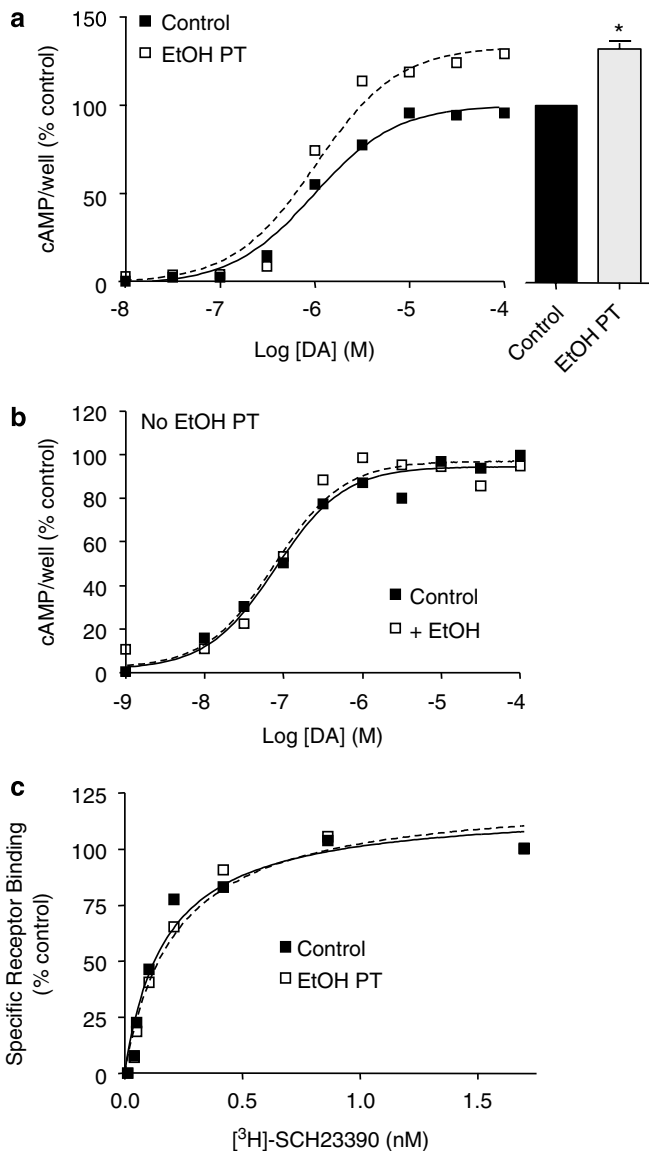 a
Control
EtOH PT
cAMP/well (% control)
150
100
50
0
-8
-7
-6
-5
-4
Log [DA] (M)
*
Control
EtOH PT
b
No EtOH PT
cAMP/well (% control)
120
100
80
60
40
20
0
Control
+ EtOH
-9
-8
-7
-6
-5
-4
Log [DA] (M)
c
Specific Receptor Binding
(% control)
125
100
75
50
25
0
Control
EtOH PT
0.0
0.5
1.0
1.5
[³H]-SCH23390 (nM)